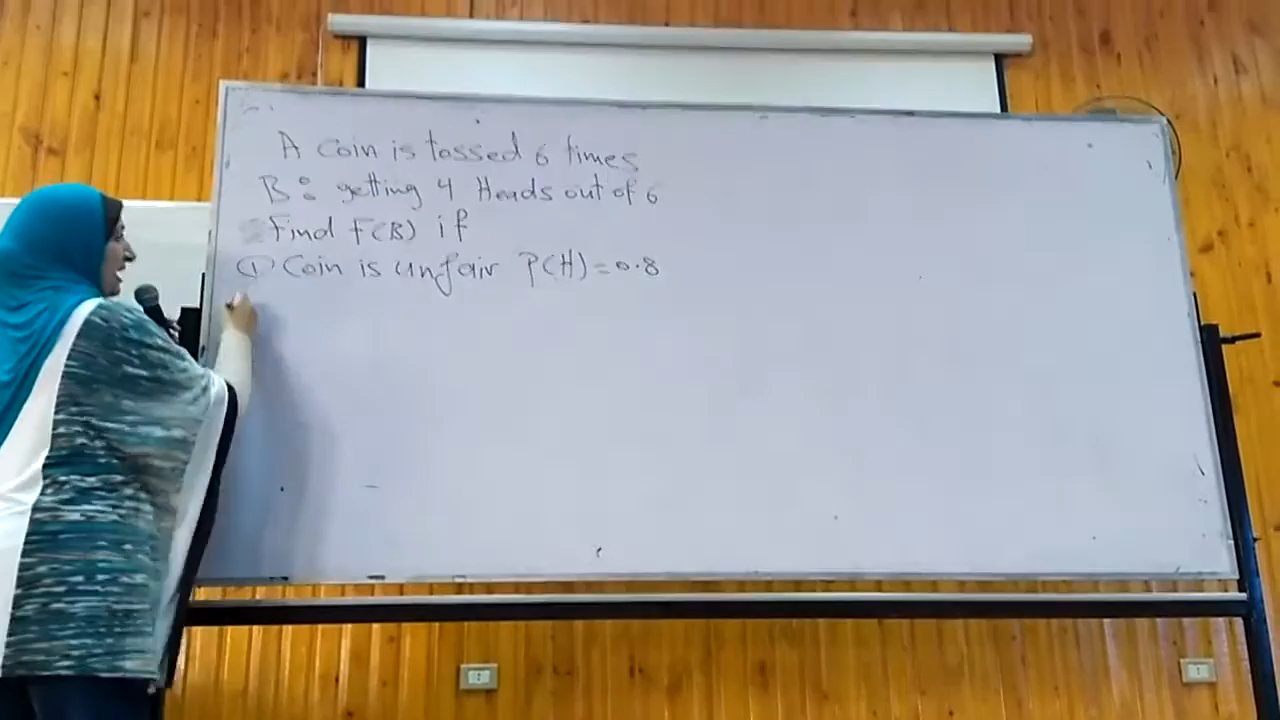 A Coin is tossed 6 times
B: getting 4 Heads out of 6
Find P(B) if
① Coin is unfair P(H)=0.8